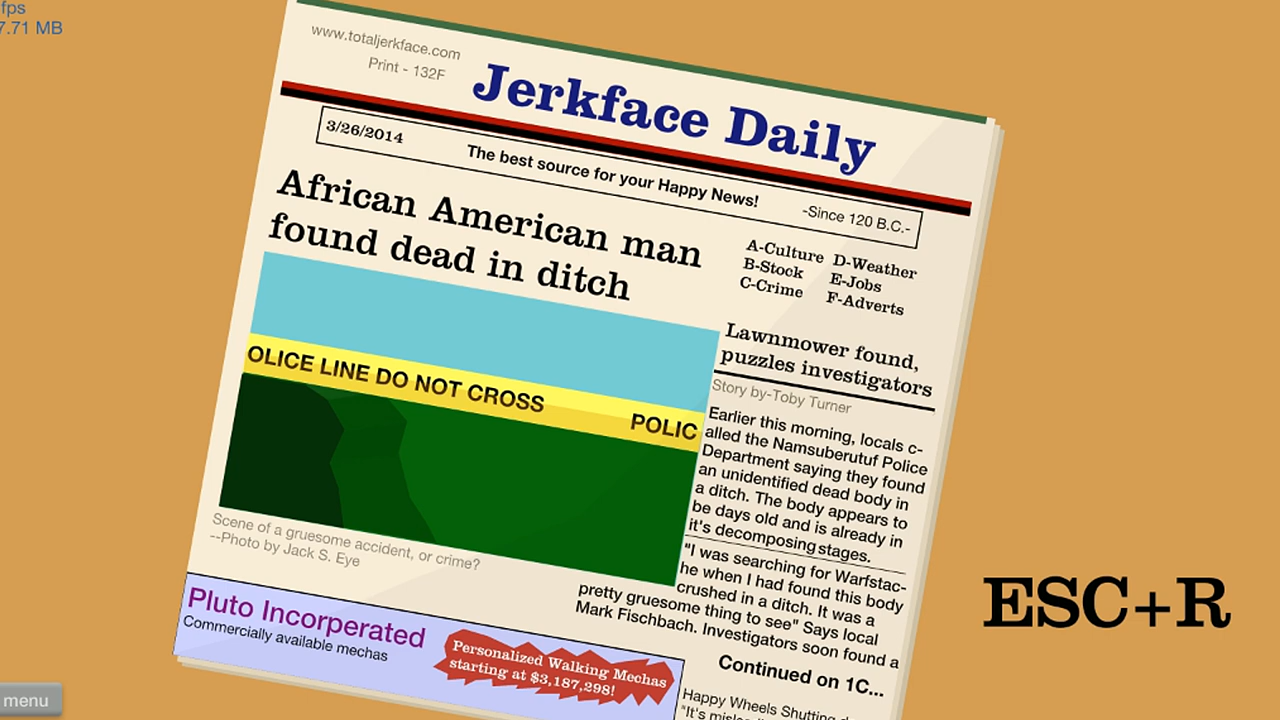 fps
7.71 MB
www.totaljerkface.com
Print - 132F
Jerkface Daily
3/26/2014
The best source for your Happy News!
-Since 120 B.C.-
African American man
found dead in ditch
A-Culture D-Weather
B-Stock E-Jobs
C-Crime F-Adverts
OLICE LINE DO NOT CROSS
POLIC
Scene of a gruesome accident, or crime?
--Photo by Jack S. Eye
Lawnmower found,
puzzles investigators
Story by-Toby Turner
Earlier this morning, locals c-
alled the Namsuberutuf Police
Department saying they found
an unidentified dead body in
a ditch. The body appears to
be days old and is already in
it's decomposing stages.
"I was searching for Warfstac-
he when I had found this body
crushed in a ditch. It was a
pretty gruesome thing to see" Says local
Mark Fischbach. Investigators soon found a
Continued on 1C...
Pluto Incorperated
Commercially available mechas
Personalized Walking Mechas
starting at $3,187,298!
Happy Wheels Shutting
ESC+R
menu